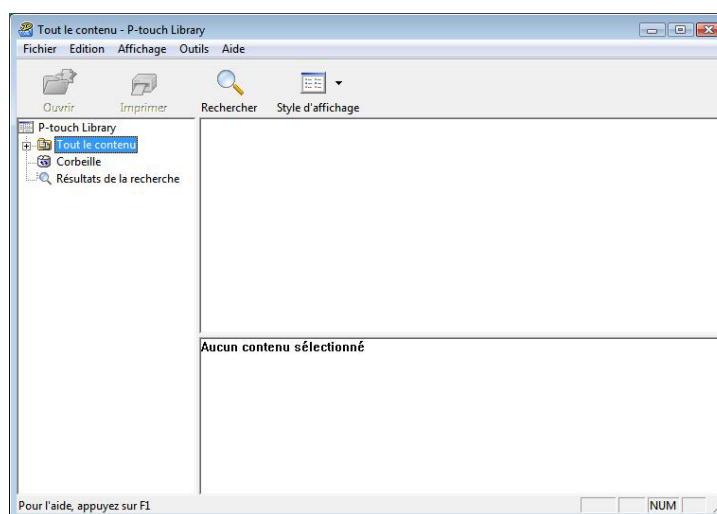 Tout le contenu - P-touch Library
Fichier Edition Affichage Outils Aide
Ouvrir Imprimer Rechercher Style d'affichage
P-touch Library
Tout le contenu
Corbeille
Résultats de la recherche
Aucun contenu sélectionné
Pour l'aide, appuyez sur F1
NUM